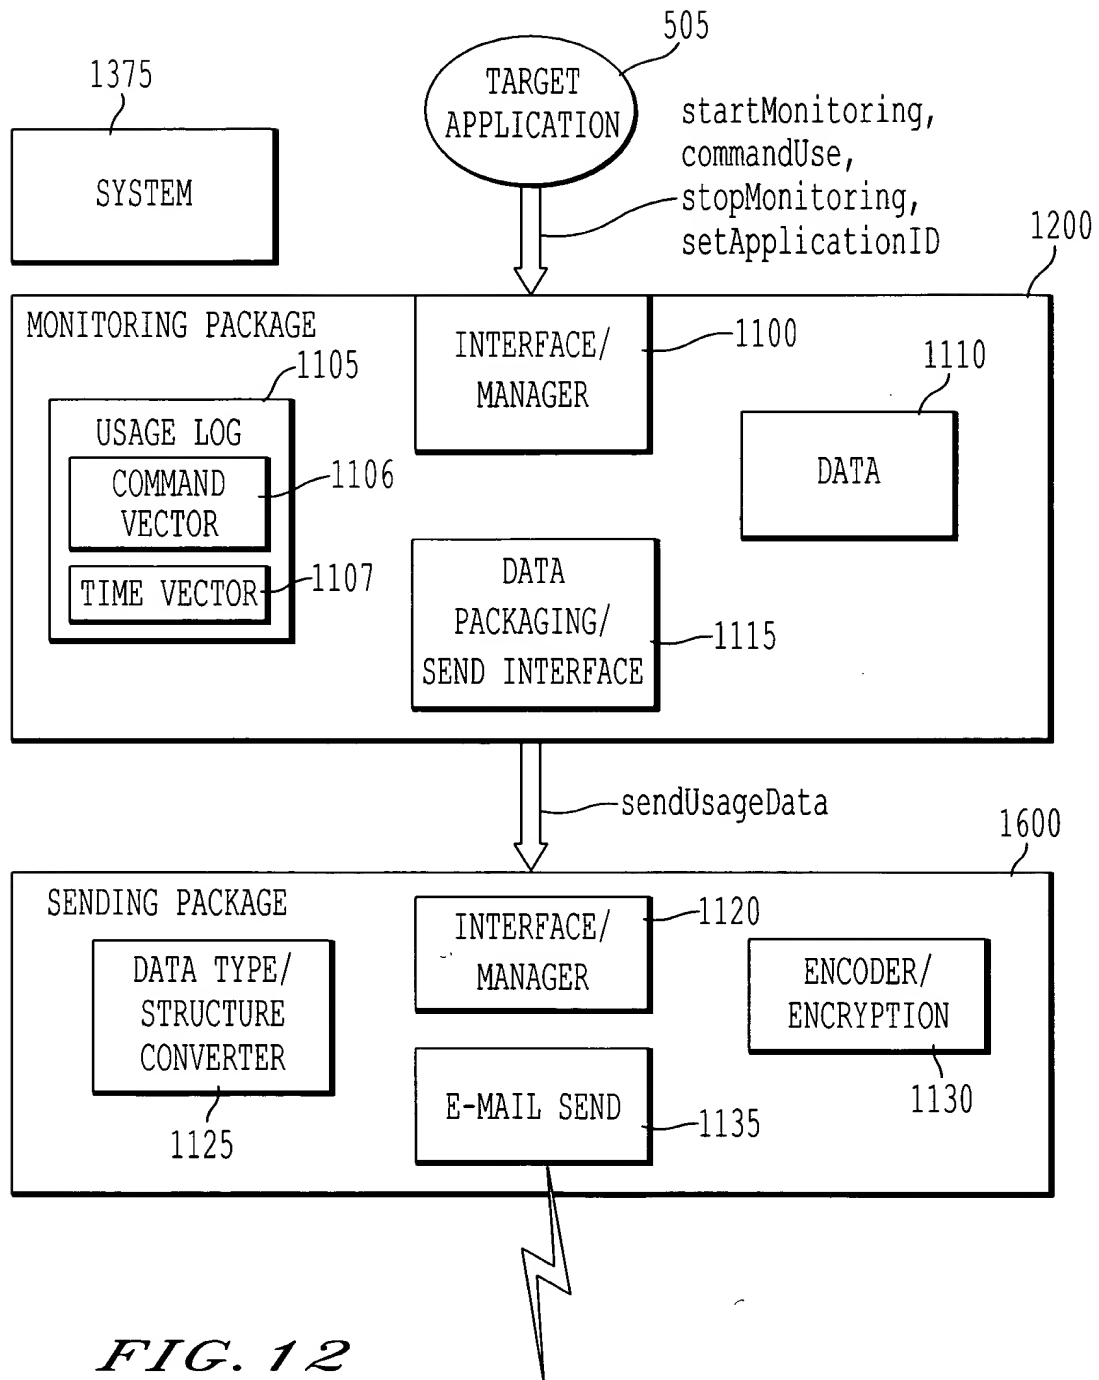 505
1375
TARGET
APPLICATION
startMonitoring,
commandUse,
stopMonitoring,
setApplicationID
SYSTEM
1200
MONITORING PACKAGE
INTERFACE/
MANAGER
1100
1110
1105
USAGE LOG
COMMAND
VECTOR
1106
TIME VECTOR
1107
DATA
DATA
PACKAGING/
SEND INTERFACE
1115
sendUsageData
1600
SENDING PACKAGE
INTERFACE/
MANAGER
1120
DATA TYPE/
STRUCTURE
CONVERTER
1125
ENCODER/
ENCRYPTION
1130
E-MAIL SEND
1135
FIG. 12